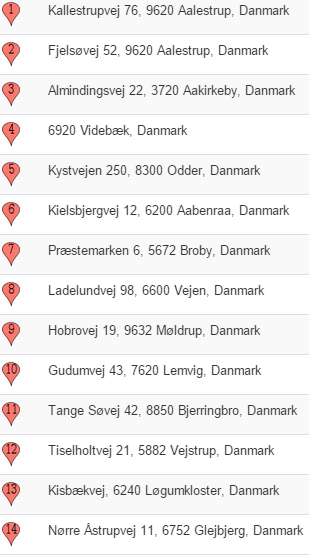 1 Kallestrupvej 76, 9620 Aalestrup, Danmark
2 Fjelsøvej 52, 9620 Aalestrup, Danmark
3 Almindingsvej 22, 3720 Aakirkeby, Danmark
4 6920 Videbæk, Danmark
5 Kystvejen 250, 8300 Odder, Danmark
6 Kielsbjergvej 12, 6200 Aabenraa, Danmark
7 Præstemarken 6, 5672 Broby, Danmark
8 Ladelundvej 98, 6600 Vejen, Danmark
9 Hobrovej 19, 9632 Møldrup, Danmark
10 Gudumvej 43, 7620 Lemvig, Danmark
11 Tange Søvej 42, 8850 Bjerringbro, Danmark
12 Tiselholtvej 21, 5882 Vejstrup, Danmark
13 Kisbækvej, 6240 Løgumkloster, Danmark
14 Nørre Åstrupvej 11, 6752 Glejbjerg, Danmark